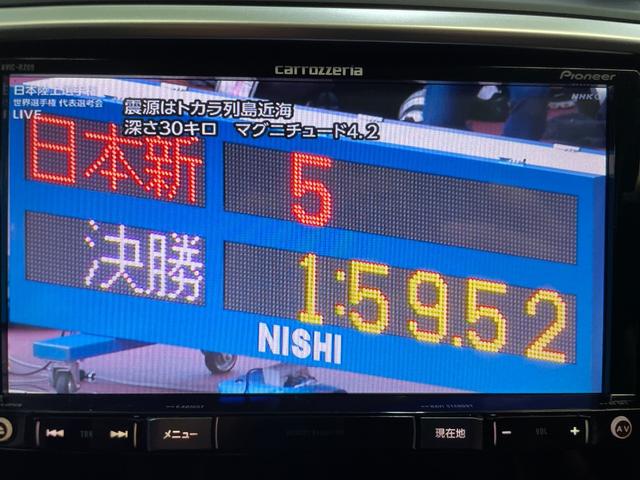 AVIC-RZ09
carrozzeria
Pioneer
日本陸上選手権
世界選手権 代表選考会
LIVE
NHK G
震源はトカラ列島近海
深さ30キロ マグニチュード4.2
日本新 5
決勝 1:59.52
NISHI
TRK
メニュー
現在地
VOL
AV